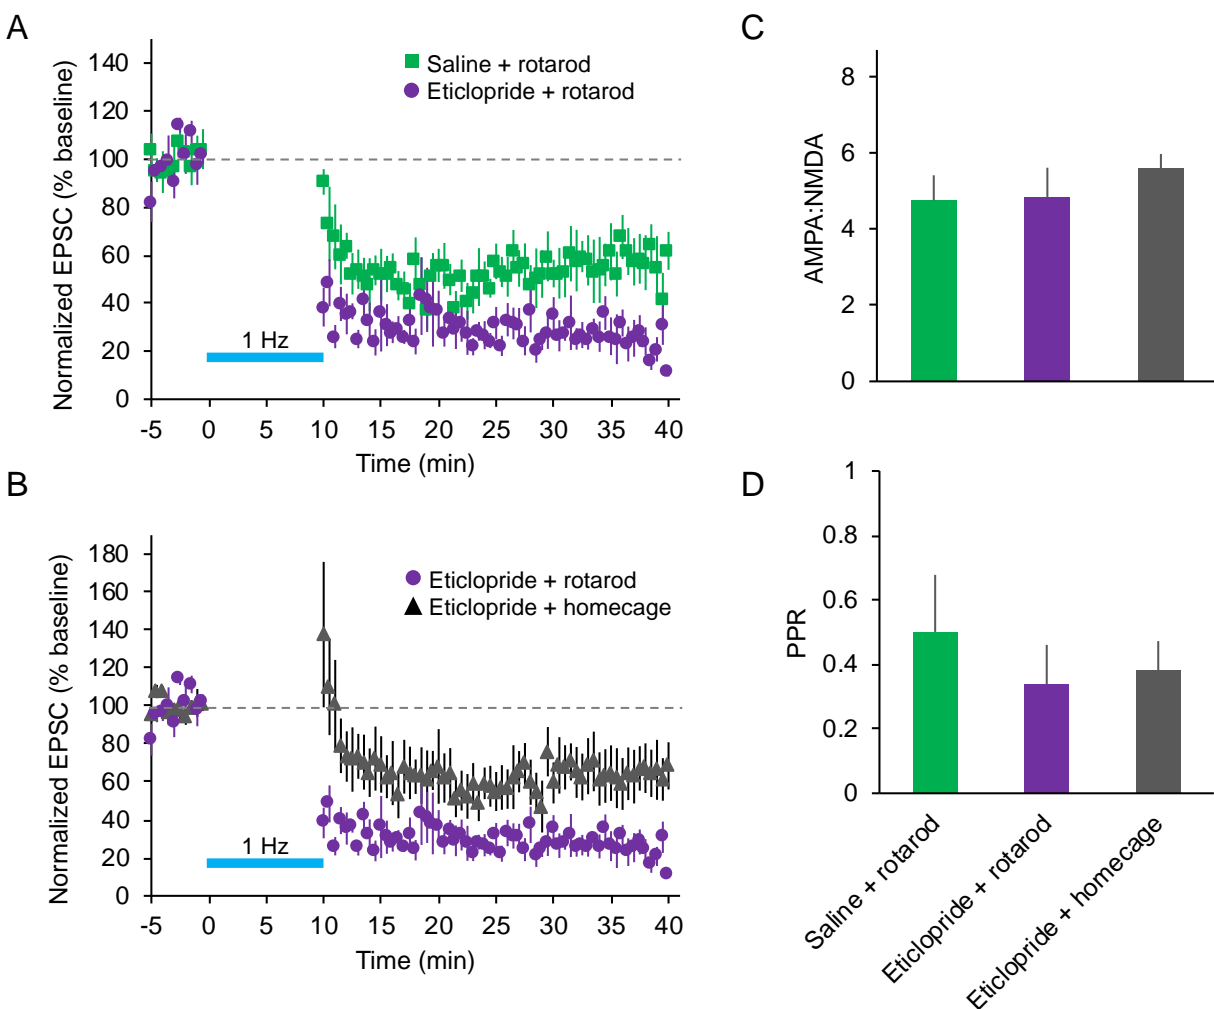 A
Normalized EPSC (% baseline)
140
120
100
80
60
40
20
0
Saline + rotarod
Eticlopride + rotarod
1 Hz
-5 0 5 10 15 20 25 30 35 40
Time (min)
B
Normalized EPSC (% baseline)
180
160
140
120
100
80
60
40
20
0
Eticlopride + rotarod
Eticlopride + homecage
1 Hz
-5 0 5 10 15 20 25 30 35 40
Time (min)
C
AMPA:NMDA
8
6
4
2
0
D
PPR
1
0.8
0.6
0.4
0.2
0
Saline + rotarod
Eticlopride + rotarod
Eticlopride + homecage